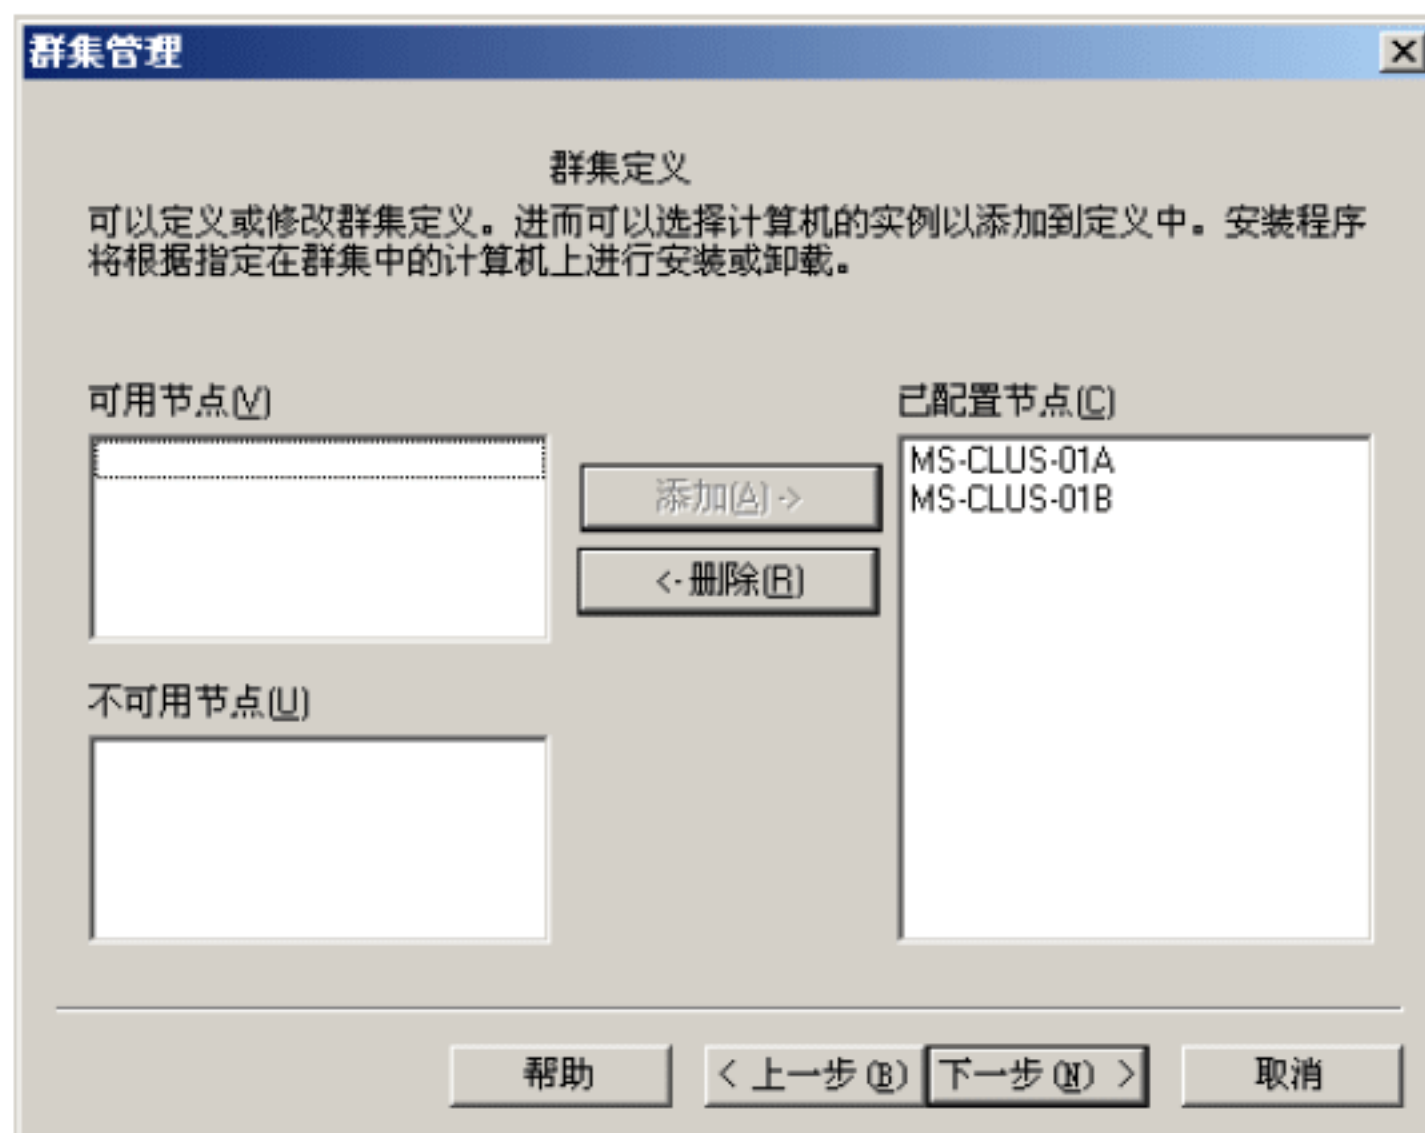 群集管理
群集定义
可以定义或修改群集定义。进而可以选择计算机的实例以添加到定义中。安装程序
将根据指定在群集中的计算机上进行安装或卸载。
可用节点(V)
已配置节点(C)
MS-CLUS-01A
MS-CLUS-01B
添加(A) ->
<- 删除(R)
不可用节点(U)
帮助
< 上一步(B)
下一步(N) >
取消